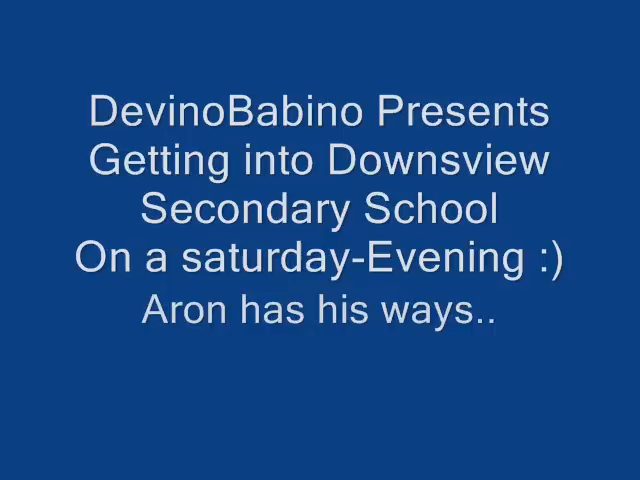 DevinoBabino Presents
Getting into Downsview
Secondary School
On a saturday-Evening :)
Aron has his ways..